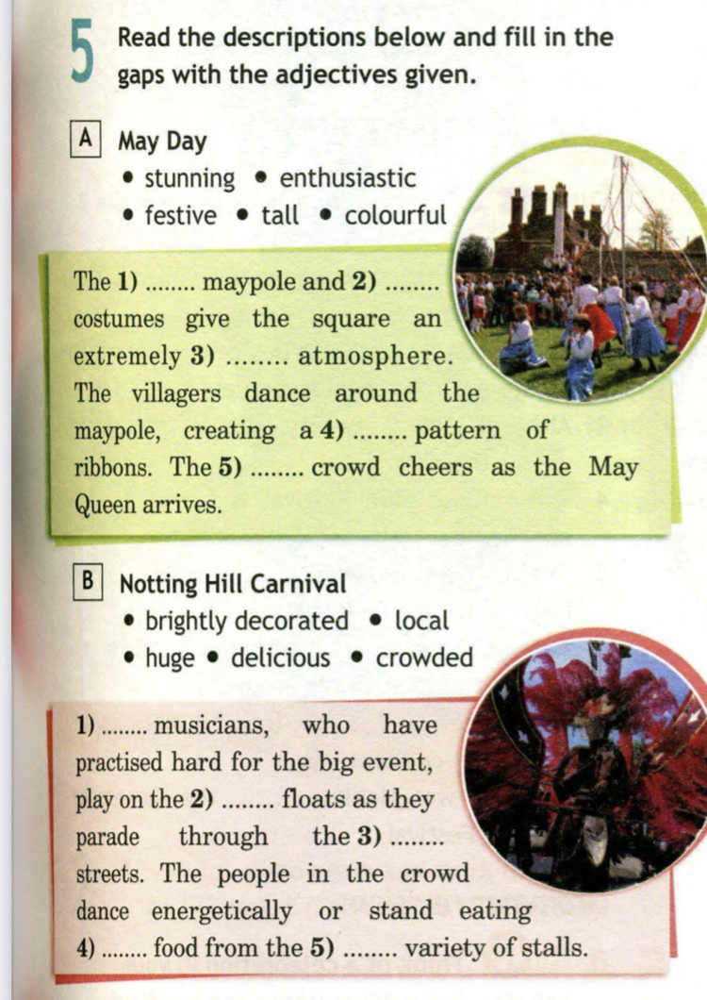 5 Read the descriptions below and fill in the
gaps with the adjectives given.
A May Day
• stunning • enthusiastic
• festive • tall • colourful
The 1) ........ maypole and 2) ........
costumes give the square an
extremely 3) ........ atmosphere.
The villagers dance around the
maypole, creating a 4) ........ pattern of
ribbons. The 5) ........ crowd cheers as the May
Queen arrives.
B Notting Hill Carnival
• brightly decorated • local
• huge • delicious • crowded
1) ........ musicians, who have
practised hard for the big event,
play on the 2) ........ floats as they
parade through the 3) ........
streets. The people in the crowd
dance energetically or stand eating
4) ........ food from the 5) ........ variety of stalls.